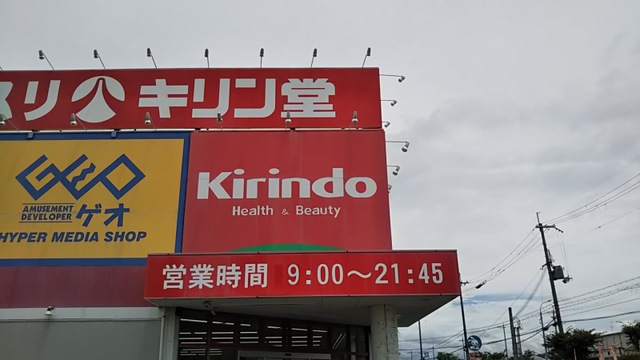 スリ キリン堂
GEO
AMUSEMENT
DEVELOPER
ゲオ
HYPER MEDIA SHOP
Kirindo
Health & Beauty
営業時間 9:00〜21:45